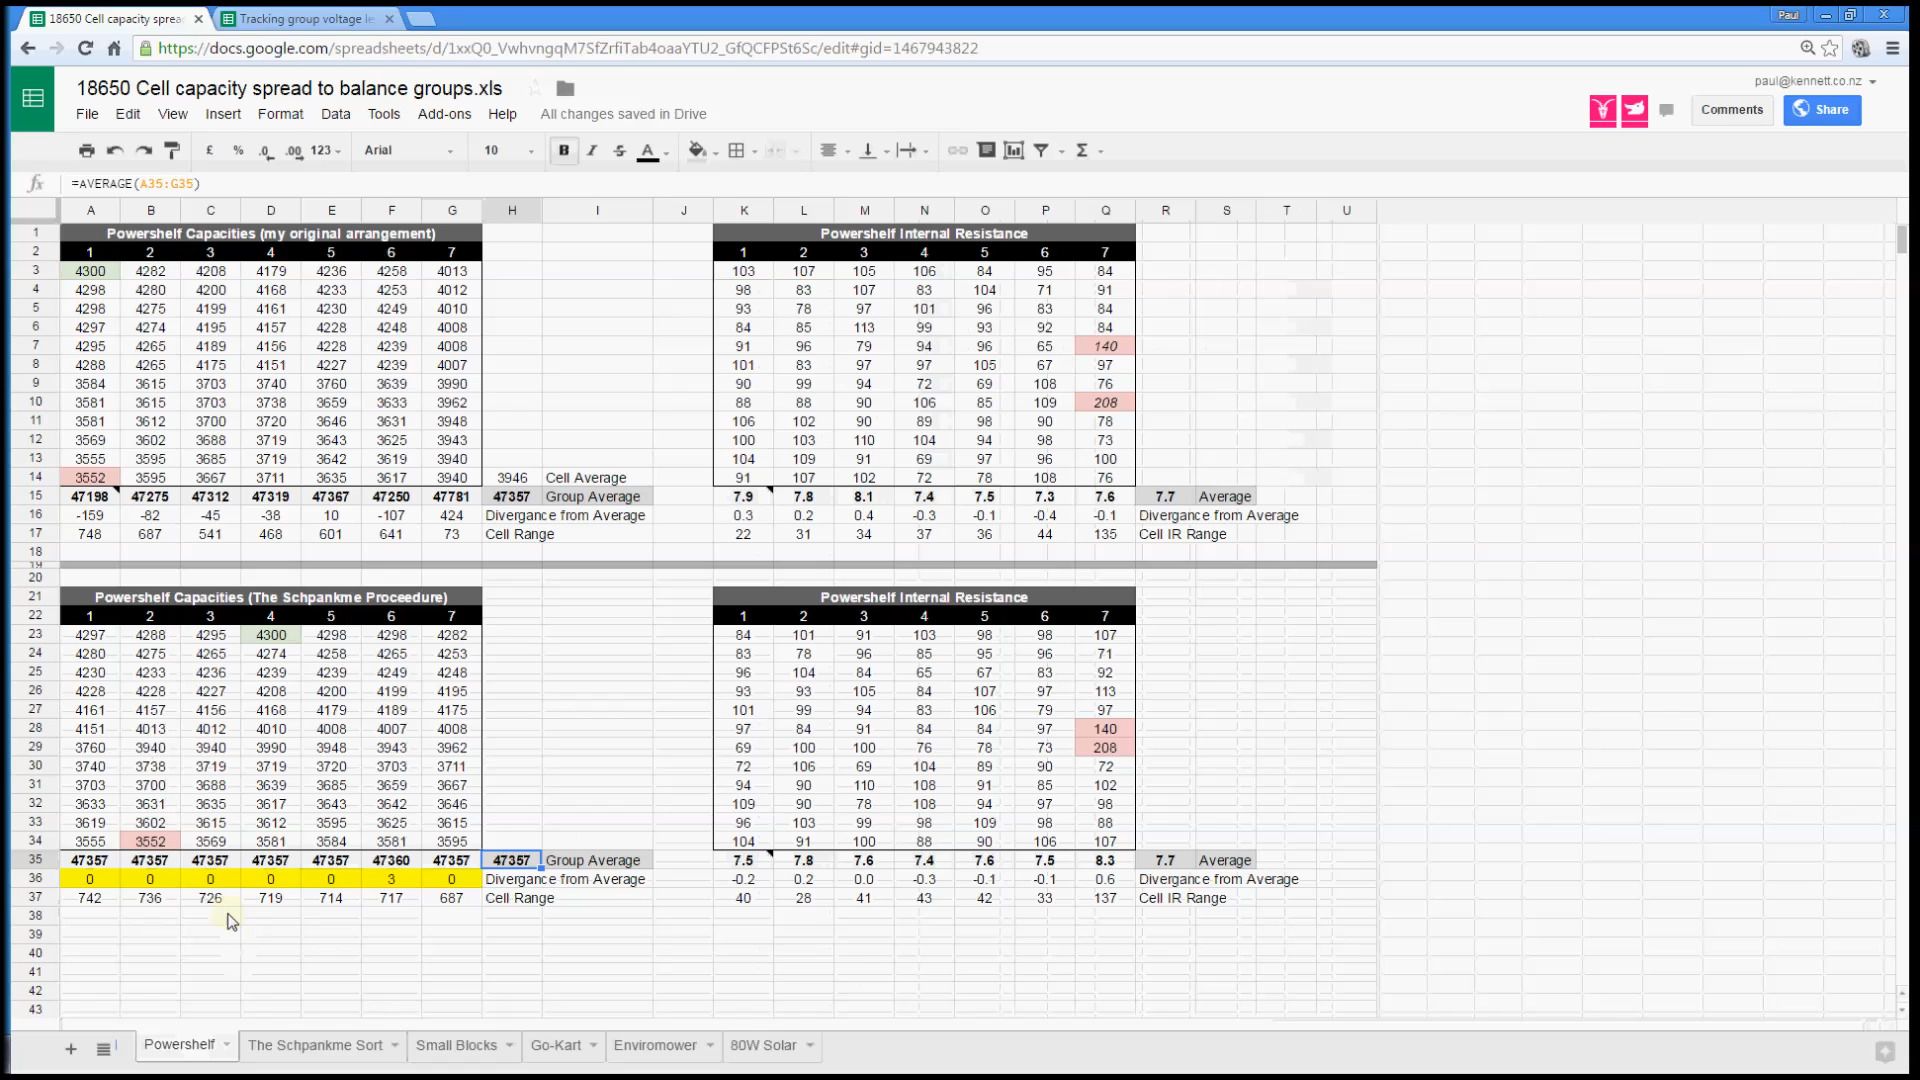 18650 Cell capacity sprea
Tracking group voltage le
Paul
https://docs.google.com/spreadsheets/d/1xxQ0_VwhvngqM7SfZrfiTab4oaaYTU2_GfQCFPSt6Sc/edit#gid=1467943822
18650 Cell capacity spread to balance groups.xls
paul@kennett.co.nz
File Edit View Insert Format Data Tools Add-ons Help All changes saved in Drive
Comments Share
£ % .0 .00 123 Arial 10 B I S A Σ
fx =AVERAGE(A35:G35)
A B C D E F G H I J K L M N O P Q R S T U
1 Powershelf Capacities (my original arrangement) Powershelf Internal Resistance
2 1 2 3 4 5 6 7 1 2 3 4 5 6 7
3 4300 4282 4208 4179 4236 4258 4013 103 107 105 106 84 95 84
4 4298 4280 4200 4168 4233 4253 4012 98 83 107 83 104 71 91
5 4298 4275 4199 4161 4230 4249 4010 93 78 97 101 96 83 84
6 4297 4274 4195 4157 4228 4248 4008 84 85 113 99 93 92 84
7 4295 4265 4189 4156 4228 4239 4008 91 96 79 94 96 65 140
8 4288 4265 4175 4151 4227 4239 4007 101 83 97 97 105 67 97
9 3584 3615 3703 3740 3760 3639 3990 90 99 94 72 69 108 76
10 3581 3615 3703 3738 3659 3633 3962 88 88 90 106 85 109 208
11 3581 3612 3700 3720 3646 3631 3948 106 102 90 89 98 90 78
12 3569 3602 3688 3719 3643 3625 3943 100 103 110 104 94 98 73
13 3555 3595 3685 3719 3642 3619 3940 104 109 91 69 97 96 100
14 3552 3595 3667 3711 3635 3617 3940 3946 Cell Average 91 107 102 72 78 108 76
15 47198 47275 47312 47319 47367 47250 47781 47357 Group Average 7.9 7.8 8.1 7.4 7.5 7.3 7.6 7.7 Average
16 -159 -82 -45 -38 10 -107 424 Divergance from Average 0.3 0.2 0.4 -0.3 -0.1 -0.4 -0.1 Divergance from Average
17 748 687 541 468 601 641 73 Cell Range 22 31 34 37 36 44 135 Cell IR Range
18
19
20
21 Powershelf Capacities (The Schpankme Proceedure) Powershelf Internal Resistance
22 1 2 3 4 5 6 7 1 2 3 4 5 6 7
23 4297 4288 4295 4300 4298 4298 4282 84 101 91 103 98 98 107
24 4280 4275 4265 4274 4258 4265 4253 83 78 96 85 95 96 71
25 4230 4233 4236 4239 4239 4249 4248 96 104 84 65 67 83 92
26 4228 4228 4227 4208 4200 4199 4195 93 93 105 84 107 97 113
27 4161 4157 4156 4168 4179 4189 4175 101 99 94 83 106 79 97
28 4151 4013 4012 4010 4008 4007 4008 97 84 91 84 84 97 140
29 3760 3940 3940 3990 3948 3943 3962 69 100 100 76 78 73 208
30 3740 3738 3719 3719 3720 3703 3711 72 106 69 104 89 90 72
31 3703 3700 3688 3639 3685 3659 3667 94 90 110 108 91 85 102
32 3633 3631 3635 3617 3643 3642 3646 109 90 78 108 94 97 98
33 3619 3602 3615 3612 3595 3625 3615 96 103 99 98 109 98 88
34 3555 3552 3569 3581 3584 3581 3595 104 91 100 88 90 106 107
35 47357 47357 47357 47357 47357 47360 47357 47357 Group Average 7.5 7.8 7.6 7.4 7.6 7.5 8.3 7.7 Average
36 0 0 0 0 0 3 0 Divergance from Average -0.2 0.2 0.0 -0.3 -0.1 -0.1 0.6 Divergance from Average
37 742 736 726 719 714 717 687 Cell Range 40 28 41 43 42 33 137 Cell IR Range
38
39
40
41
42
43
Powershelf The Schpankme Sort Small Blocks Go-Kart Enviromower 80W Solar